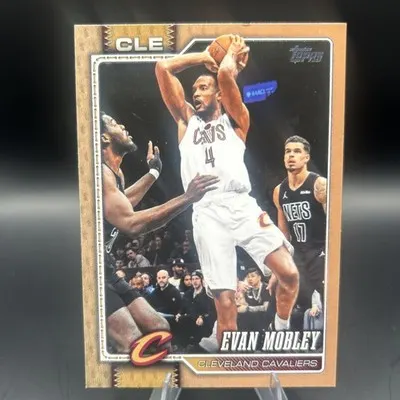 CLE
Topps
CAVS
4
NETS
17
EVAN MOBLEY
CLEVELAND CAVALIERS